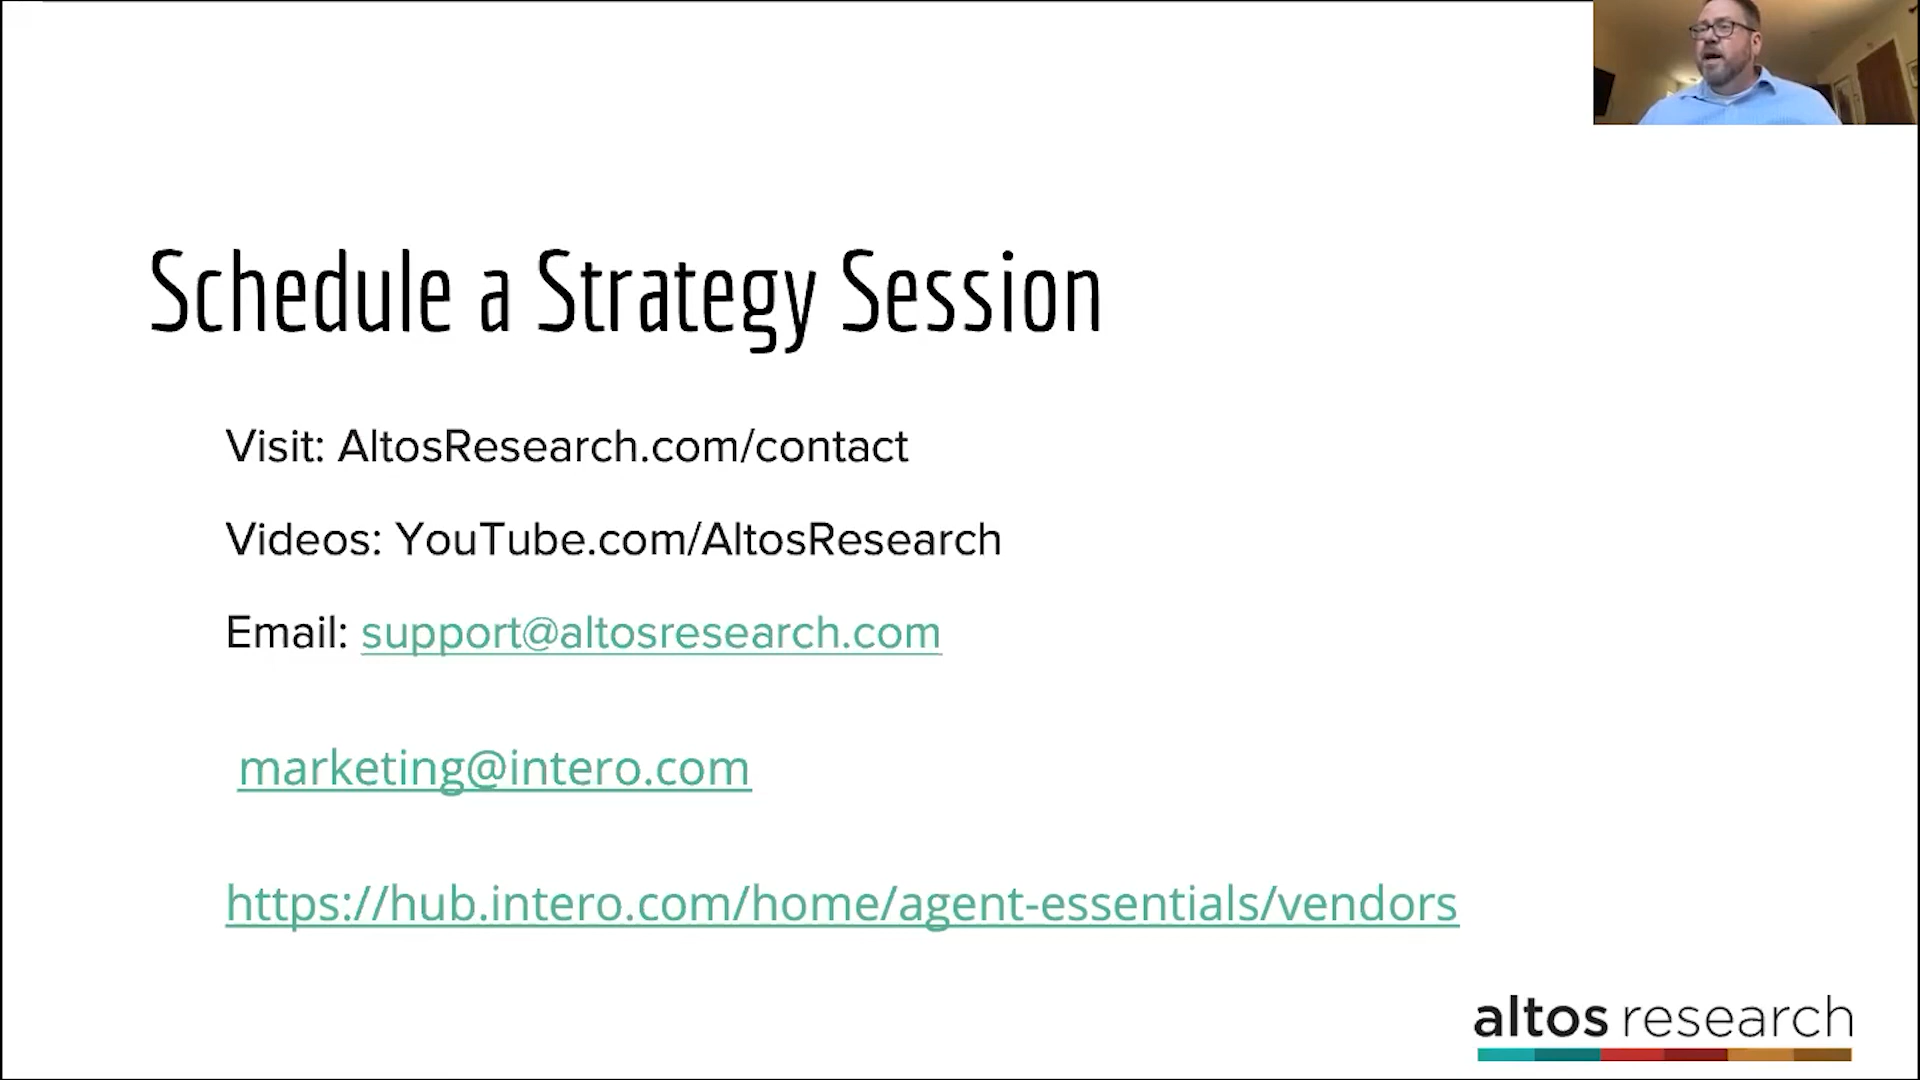 Schedule a Strategy Session
Visit: AltosResearch.com/contact
Videos: YouTube.com/AltosResearch
Email: support@altosresearch.com
marketing@intero.com
https://hub.intero.com/home/agent-essentials/vendors
altos research